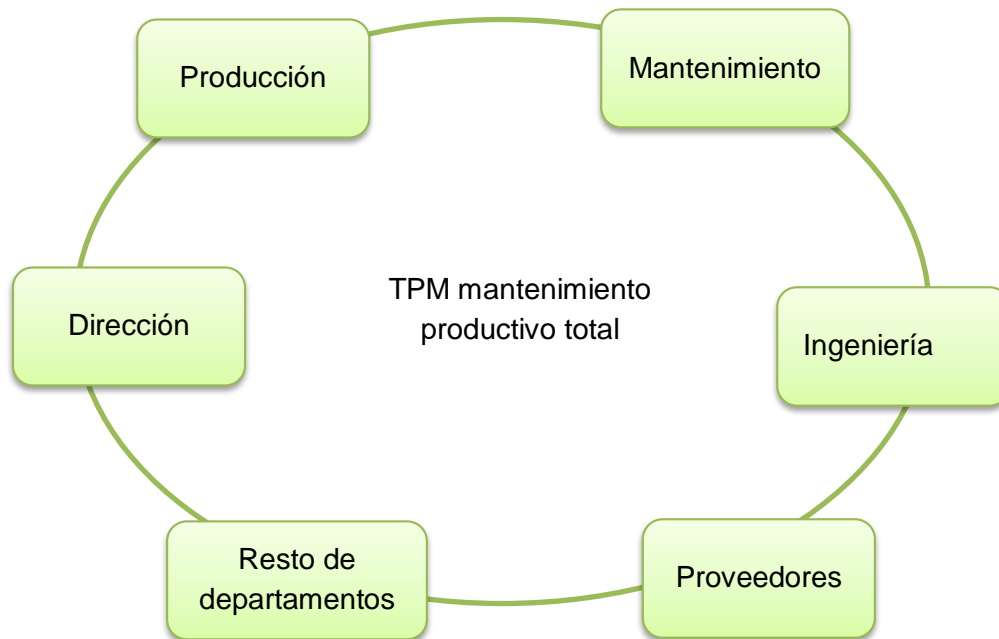 Producción
Mantenimiento
Dirección
TPM mantenimiento
productivo total
Ingeniería
Resto de
departamentos
Proveedores